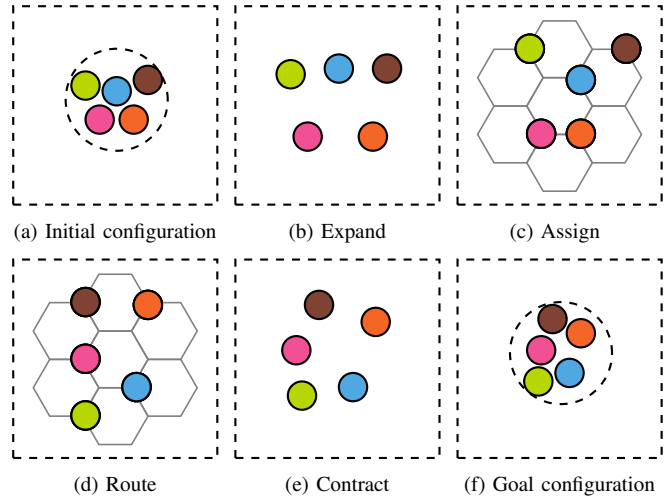 (a) Initial configuration
(b) Expand
(c) Assign
(d) Route
(e) Contract
(f) Goal configuration